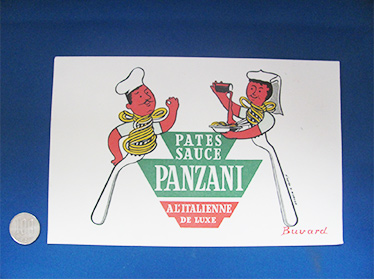 PATES
SAUCE
PANZANI
A L'ITALIENNE
DE LUXE
Buvard